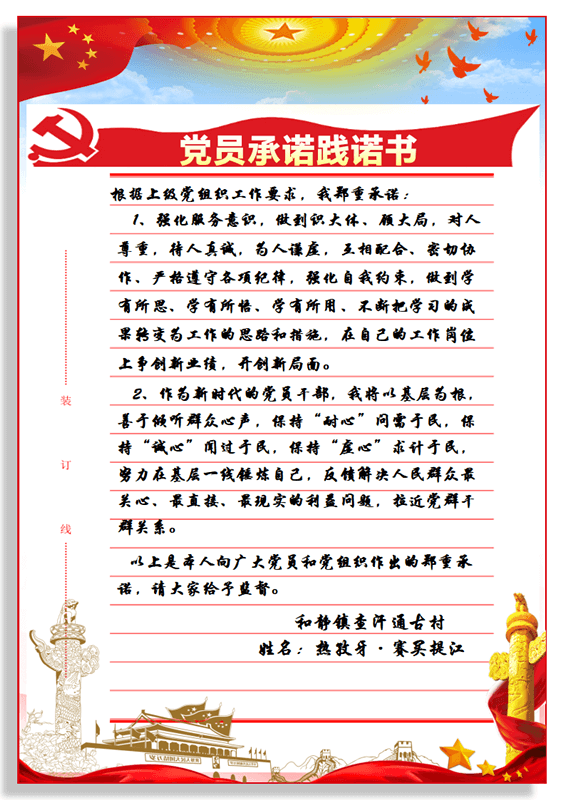 党员承诺践诺书
根据上级党组织工作要求，我郑重承诺：
1、强化服务意识，做到识大体、顾大局，对人
尊重，待人真诚，为人谦虚，互相配合、密切协
作、严格遵守各项纪律，强化自我约束，做到学
有所思、学有所悟、学有所用、不断把学习的成
果转变为工作的思路和措施，在自己的工作岗位
上争创新业绩，开创新局面。
2、作为新时代的党员干部，我将以基层为根，
善于倾听群众心声，保持“耐心”问需于民，保
持“诚心”闻过于民，保持“虚心”求计于民，
努力在基层一线锤炼自己，反馈解决人民群众最
关心、最直接、最现实的利益问题，拉近党群干
群关系。
以上是本人向广大党员和党组织作出的郑重承
诺，请大家给予监督。
和静镇查汗通古村
姓名：热孜牙·赛买提江
装
订
线